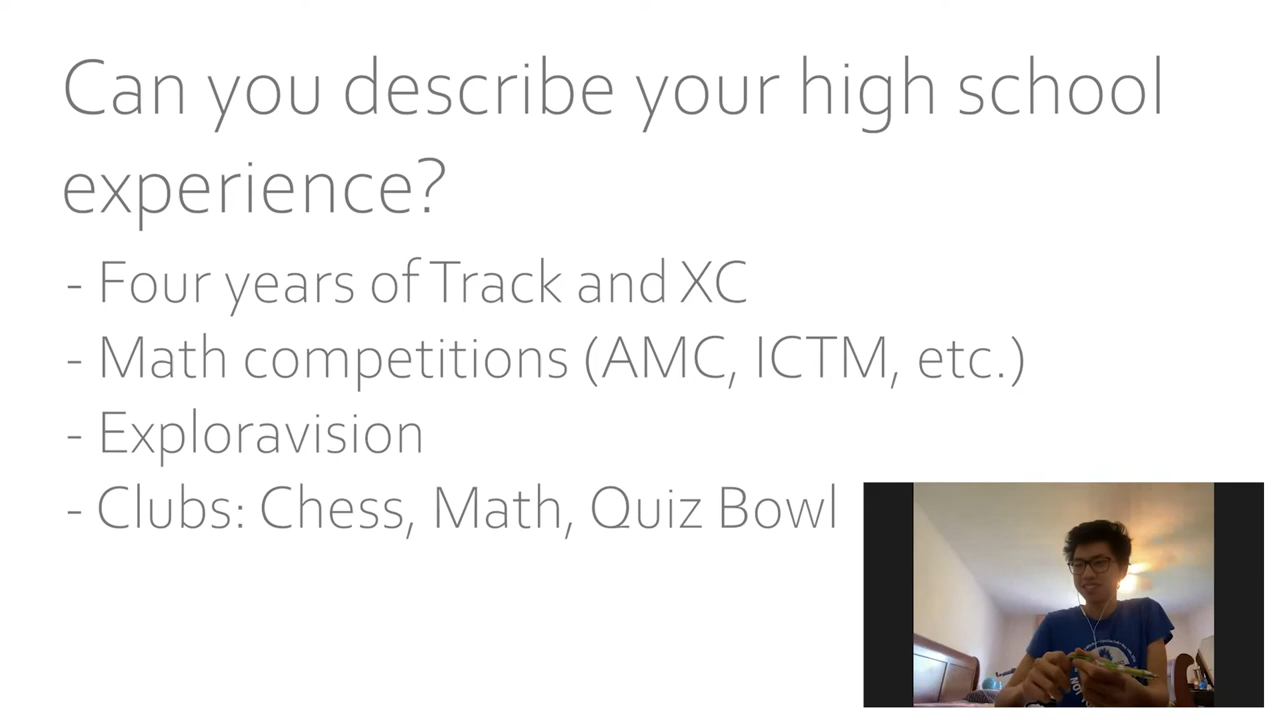 Can you describe your high school
experience?
- Four years of Track and XC
- Math competitions (AMC, ICTM, etc.)
- Exploravision
- Clubs: Chess, Math, Quiz Bowl